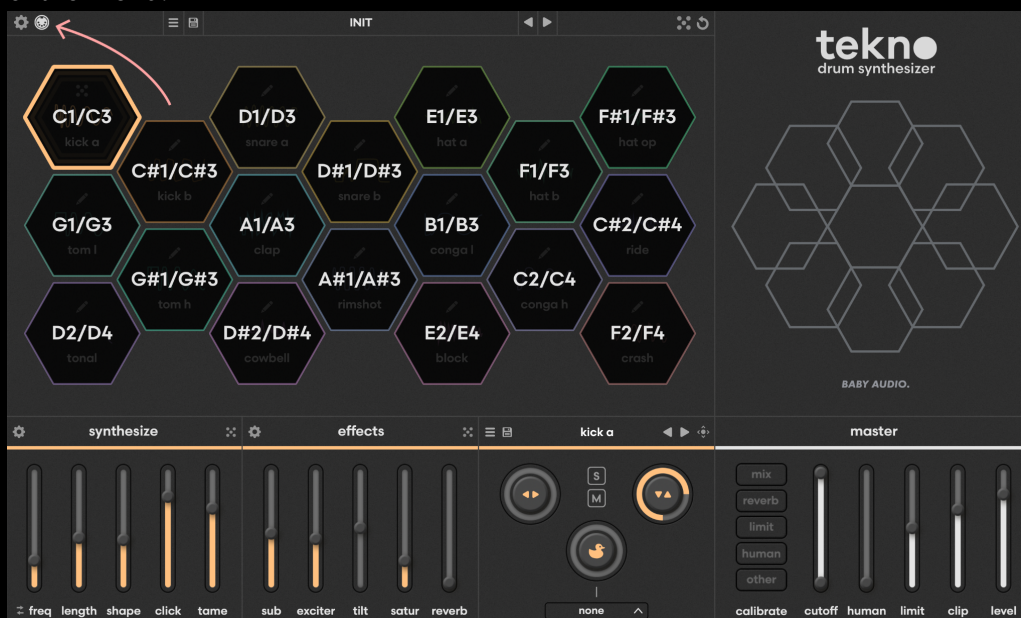 INIT
tekno
drum synthesizer
C1/C3
kick a
D1/D3
snare a
E1/E3
hat a
F#1/F#3
hat op
C#1/C#3
kick b
D#1/D#3
snare b
F1/F3
hat b
G1/G3
tom l
A1/A3
clap
B1/B3
conga l
C#2/C#4
ride
G#1/G#3
tom h
A#1/A#3
rimshot
C2/C4
conga h
D2/D4
tonal
D#2/D#4
cowbell
E2/E4
block
F2/F4
crash
BABY AUDIO.
synthesize
effects
kick a
master
S
M
mix
reverb
limit
human
other
none
freq length shape click tame
sub exciter tilt satur reverb
calibrate cutoff human limit clip level